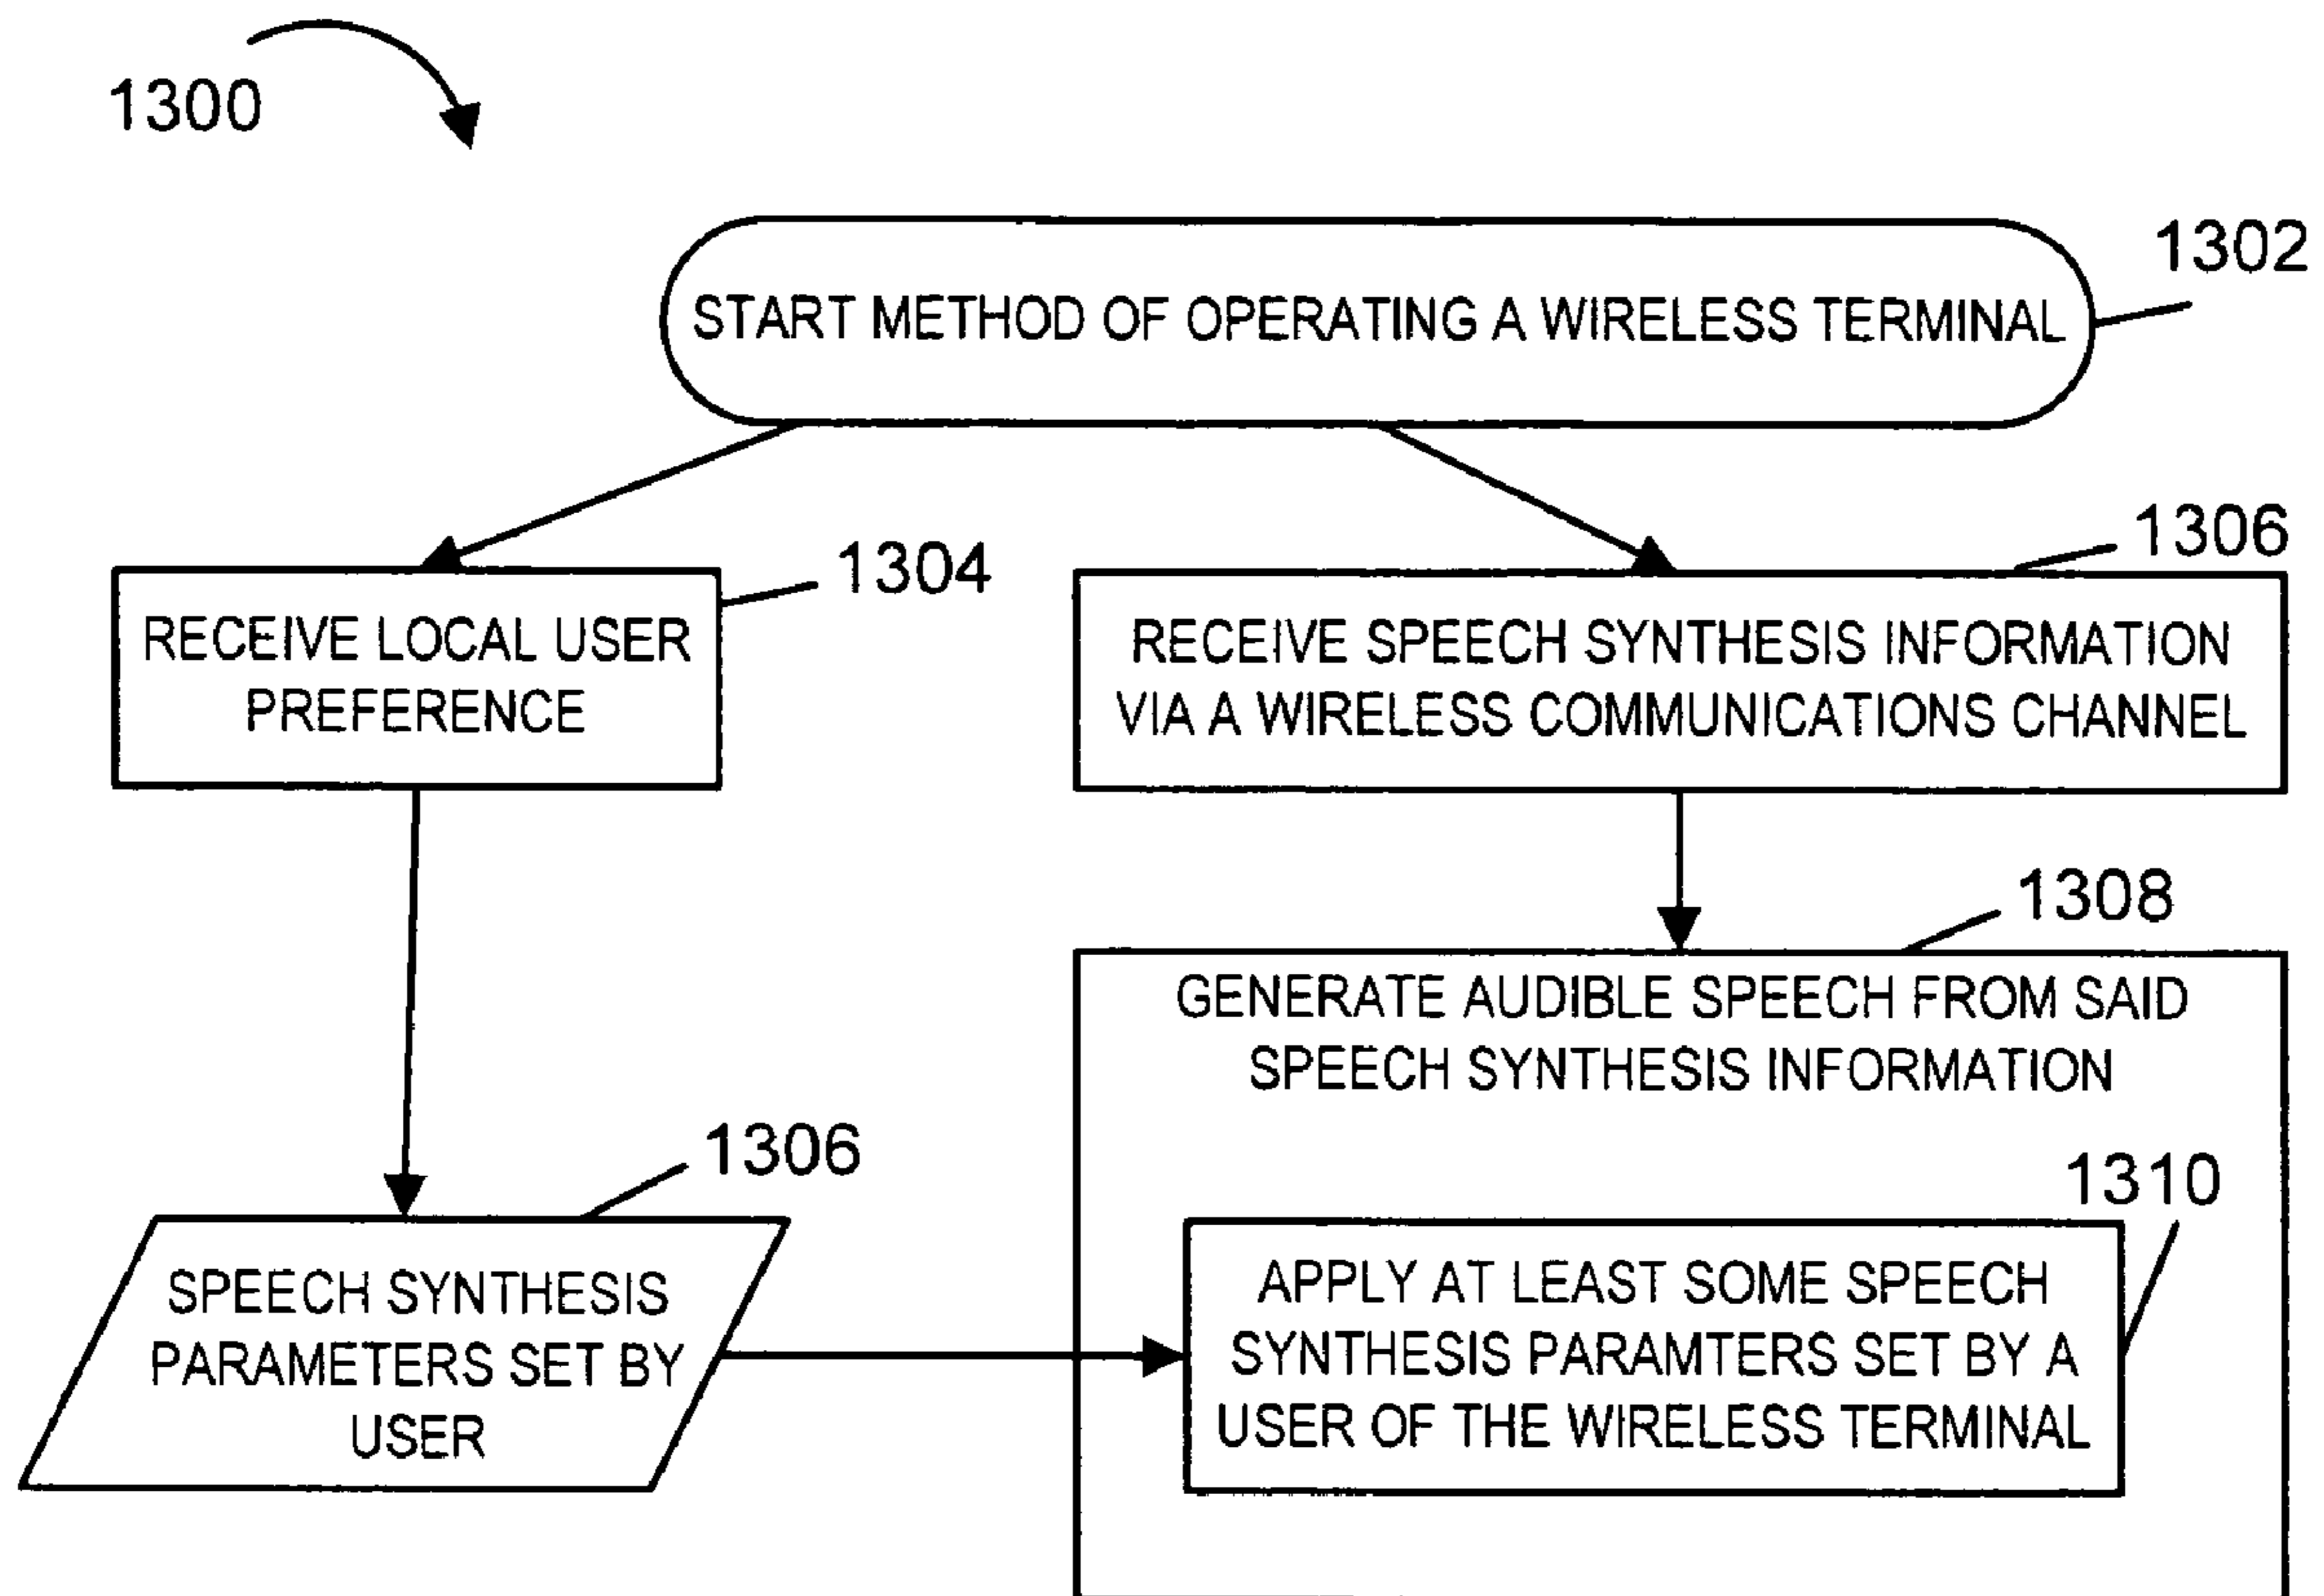 1300
1302
START METHOD OF OPERATING A WIRELESS TERMINAL
1304
RECEIVE LOCAL USER
PREFERENCE
1306
RECEIVE SPEECH SYNTHESIS INFORMATION
VIA A WIRELESS COMMUNICATIONS CHANNEL
1308
GENERATE AUDIBLE SPEECH FROM SAID
SPEECH SYNTHESIS INFORMATION
1306
SPEECH SYNTHESIS
PARAMETERS SET BY
USER
1310
APPLY AT LEAST SOME SPEECH
SYNTHESIS PARAMTERS SET BY A
USER OF THE WIRELESS TERMINAL